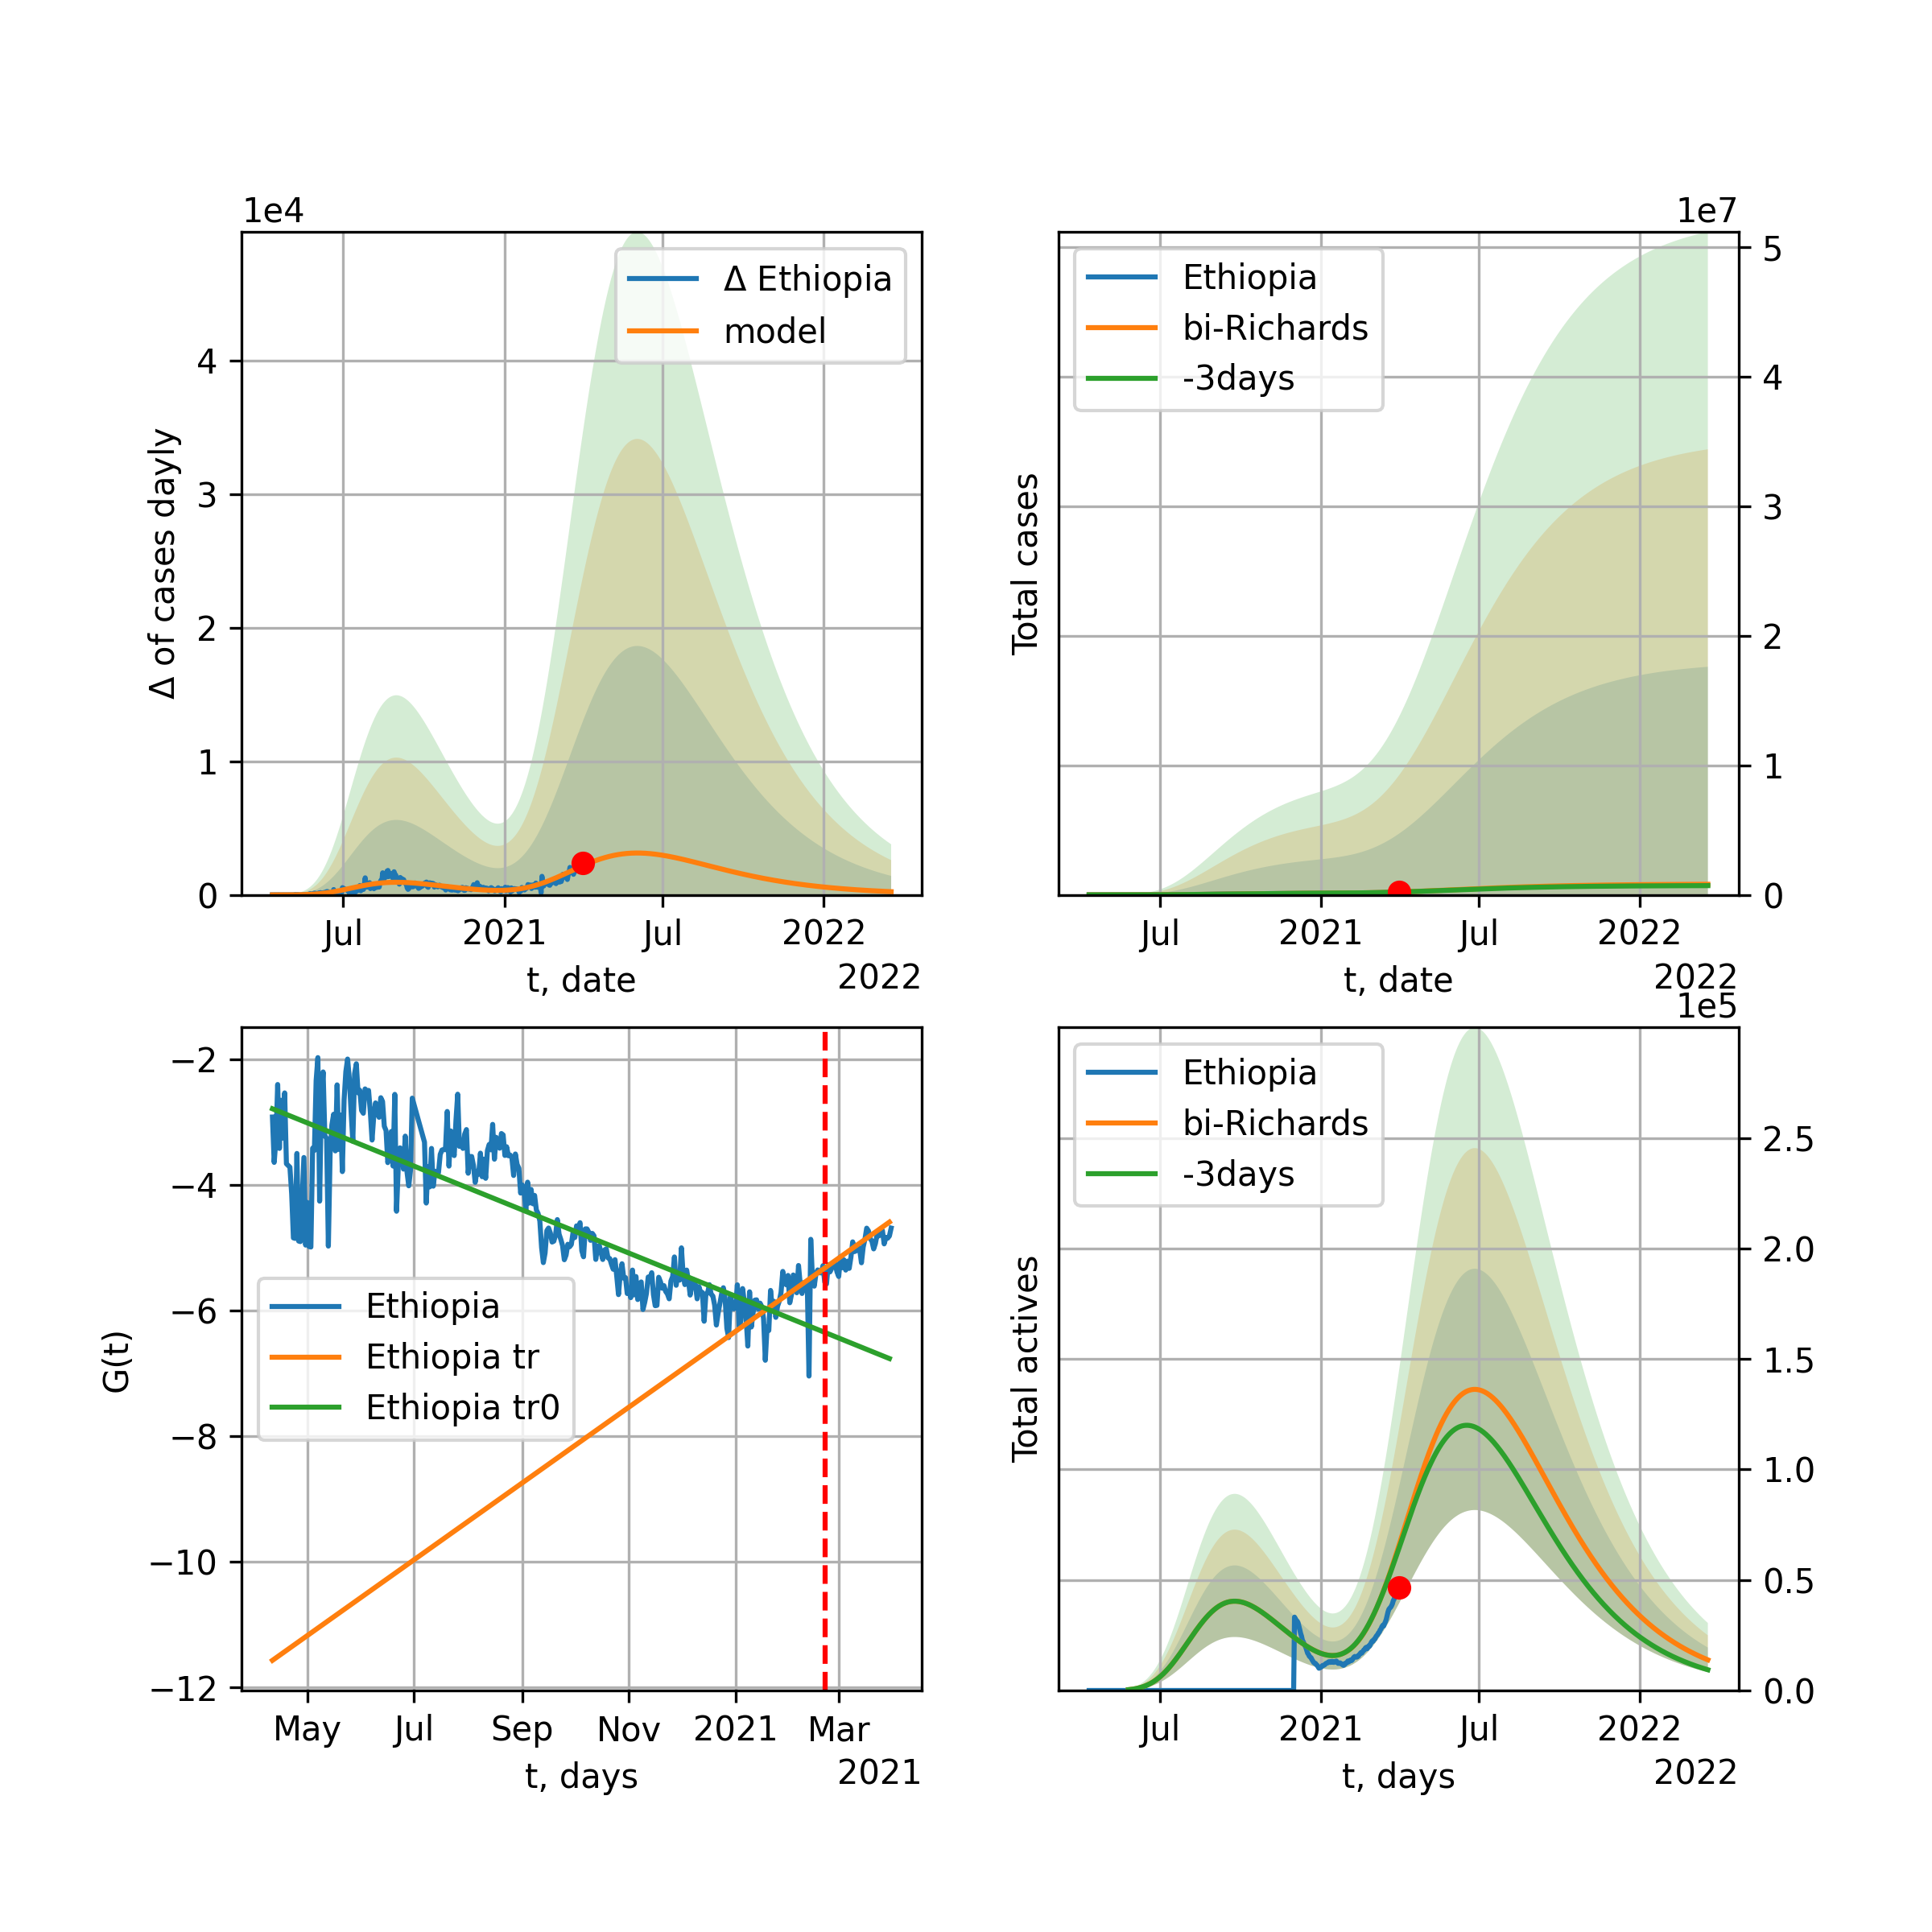 1e4
Δ Ethiopia
model
Δ of cases dayly
4
3
2
1
0
Jul
2021
Jul
2022
t, date
2022
1e7
Ethiopia
bi-Richards
-3days
Total cases
5
4
3
2
1
0
Jul
2021
Jul
2022
t, date
2022
G(t)
−2
−4
−6
−8
−10
−12
Ethiopia
Ethiopia tr
Ethiopia tr0
May
Jul
Sep
Nov
2021
Mar
t, days
2021
1e5
Ethiopia
bi-Richards
-3days
Total actives
2.5
2.0
1.5
1.0
0.5
0.0
Jul
2021
Jul
2022
t, days
2022